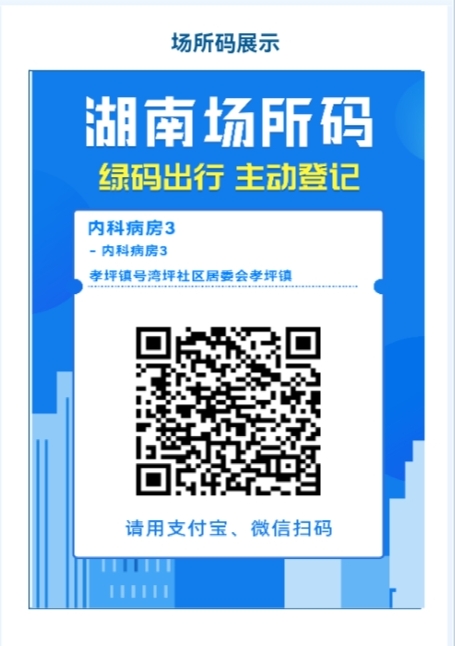 场所码展示
湖南场所码
绿码出行 主动登记
内科病房3
- 内科病房3
孝坪镇号湾坪社区居委会孝坪镇
请用支付宝、微信扫码